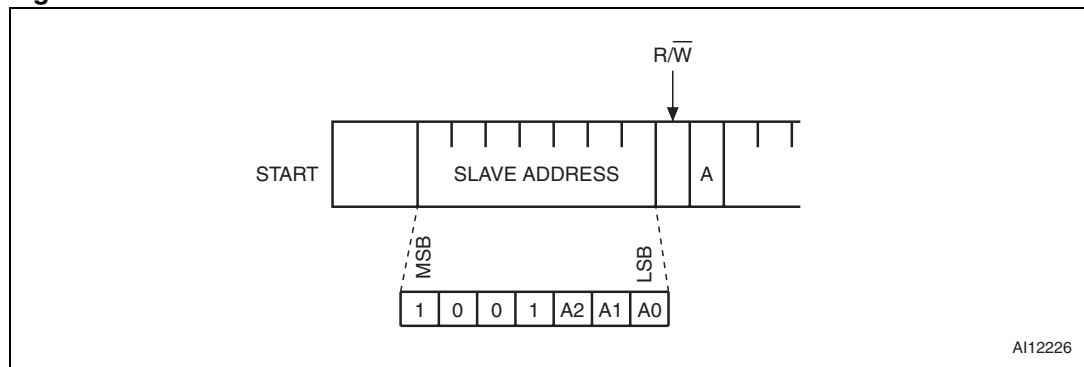 R/W̅
START
SLAVE ADDRESS
A
MSB
LSB
1 0 0 1 A2 A1 A0
AI12226